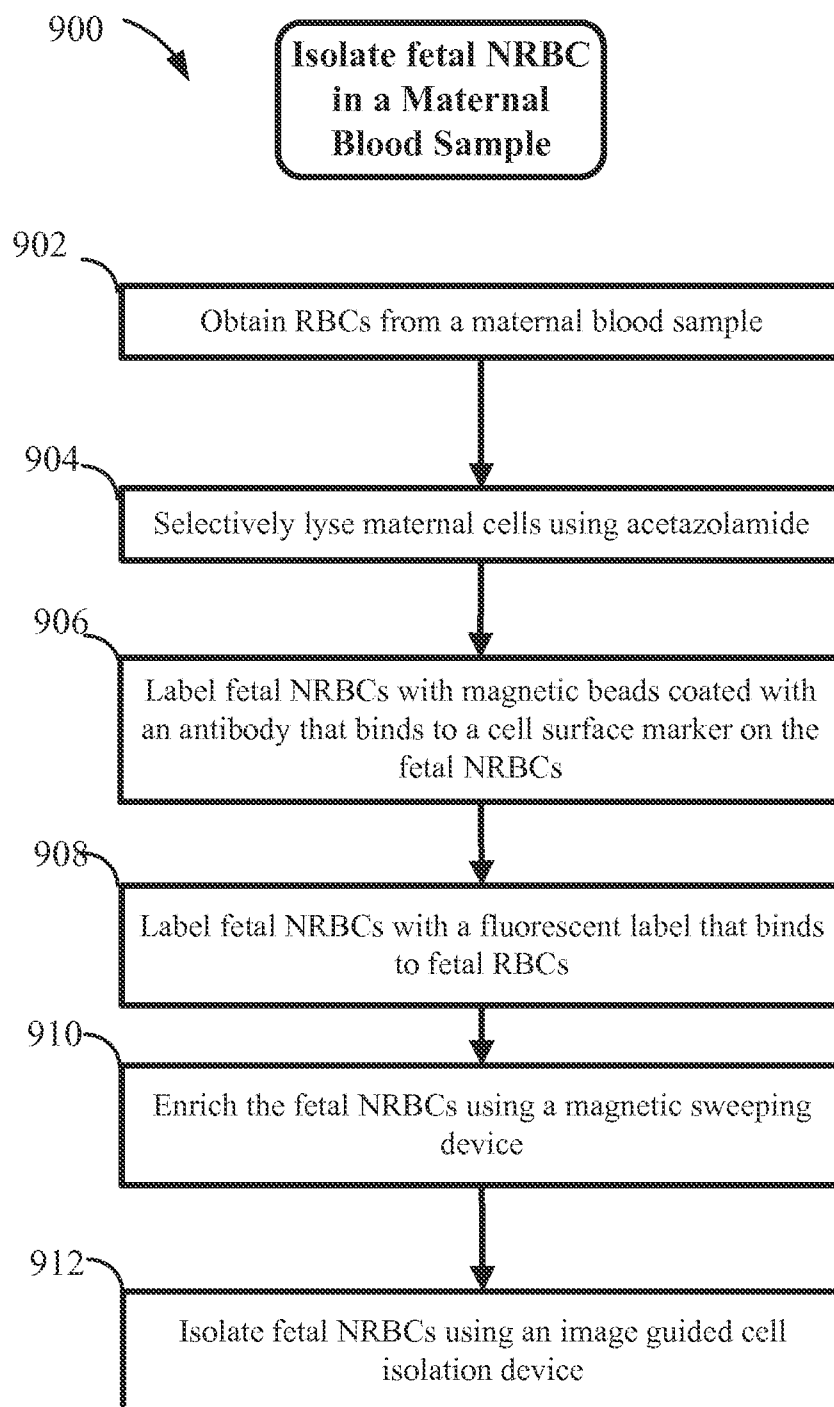 900
Isolate fetal NRBC
in a Maternal
Blood Sample
902
Obtain RBCs from a maternal blood sample
904
Selectively lyse maternal cells using acetazolamide
906
Label fetal NRBCs with magnetic beads coated with
an antibody that binds to a cell surface marker on the
fetal NRBCs
908
Label fetal NRBCs with a fluorescent label that binds
to fetal RBCs
910
Enrich the fetal NRBCs using a magnetic sweeping
device
912
Isolate fetal NRBCs using an image guided cell
isolation device